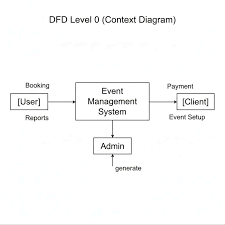 DFD Level 0 (Context Diagram)
Booking
Event
Management
System
Payment
[User]
[Client]
Reports
Event Setup
Admin
generate